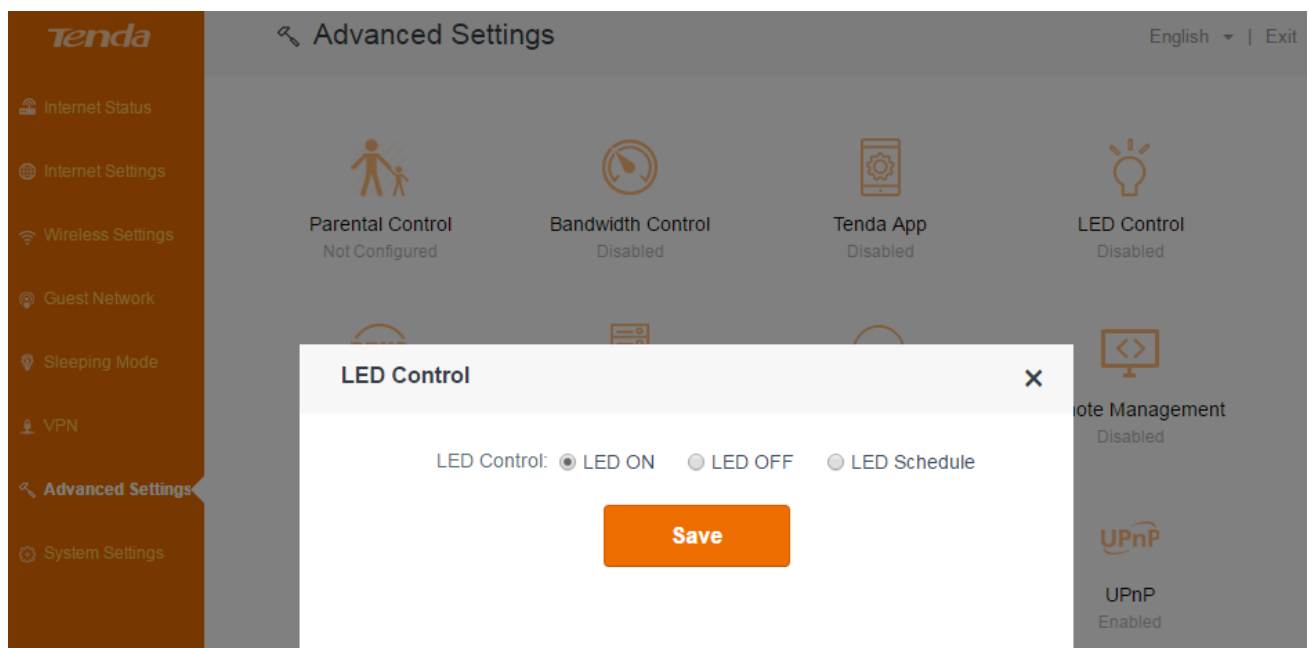 Tenda
Advanced Settings
English | Exit
Internet Status
Internet Settings
Wireless Settings
Guest Network
Sleeping Mode
VPN
Advanced Settings
System Settings
Parental Control
Not Configured
Bandwidth Control
Disabled
Tenda App
Disabled
LED Control
Disabled
Management
Disabled
LED Control
LED Control: LED ON LED OFF LED Schedule
Save
UPnP
UPnP
Enabled